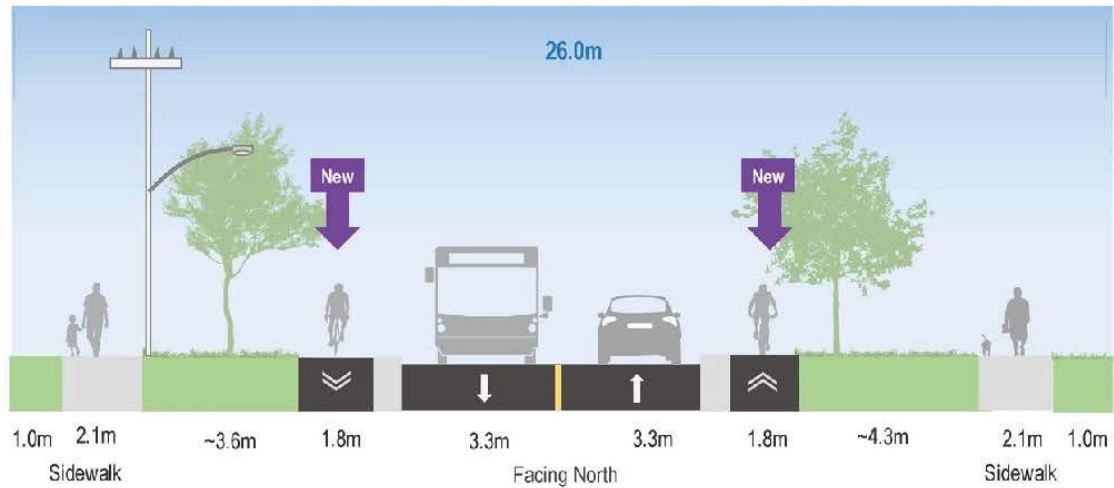 26.0m
New
New
1.0m 2.1m ~3.6m 1.8m 3.3m 3.3m 1.8m ~4.3m 2.1m 1.0m
Sidewalk Facing North Sidewalk